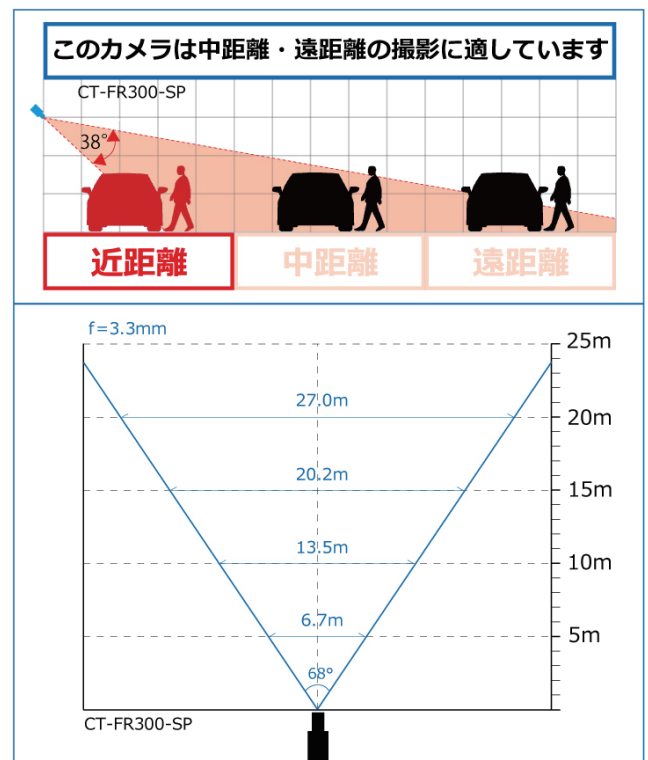 このカメラは中距離・遠距離の撮影に適しています
CT-FR300-SP
38°
近距離
中距離
遠距離
f=3.3mm
25m
27.0m
20m
20.2m
15m
13.5m
10m
6.7m
5m
68°
CT-FR300-SP